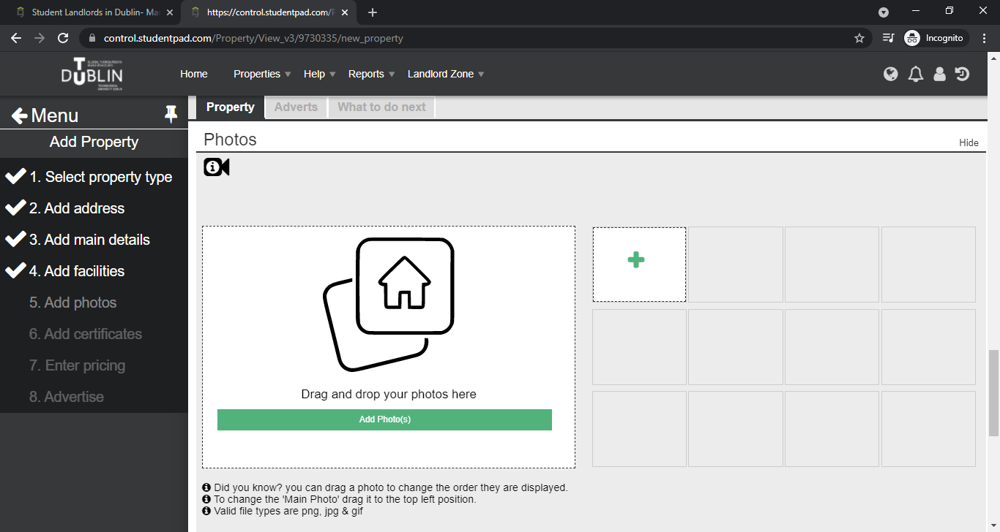 Student Landlords in Dublin- Ma
https://control.studentpad.com/P
control.studentpad.com/Property/View_v3/9730335/new_property
Incognito
DUBLIN
Home
Properties
Help
Reports
Landlord Zone
Menu
Add Property
1. Select property type
2. Add address
3. Add main details
4. Add facilities
5. Add photos
6. Add certificates
7. Enter pricing
8. Advertise
Property
Adverts
What to do next
Photos
Hide
Drag and drop your photos here
Add Photo(s)
Did you know? you can drag a photo to change the order they are displayed.
To change the 'Main Photo' drag it to the top left position.
Valid file types are png, jpg & gif